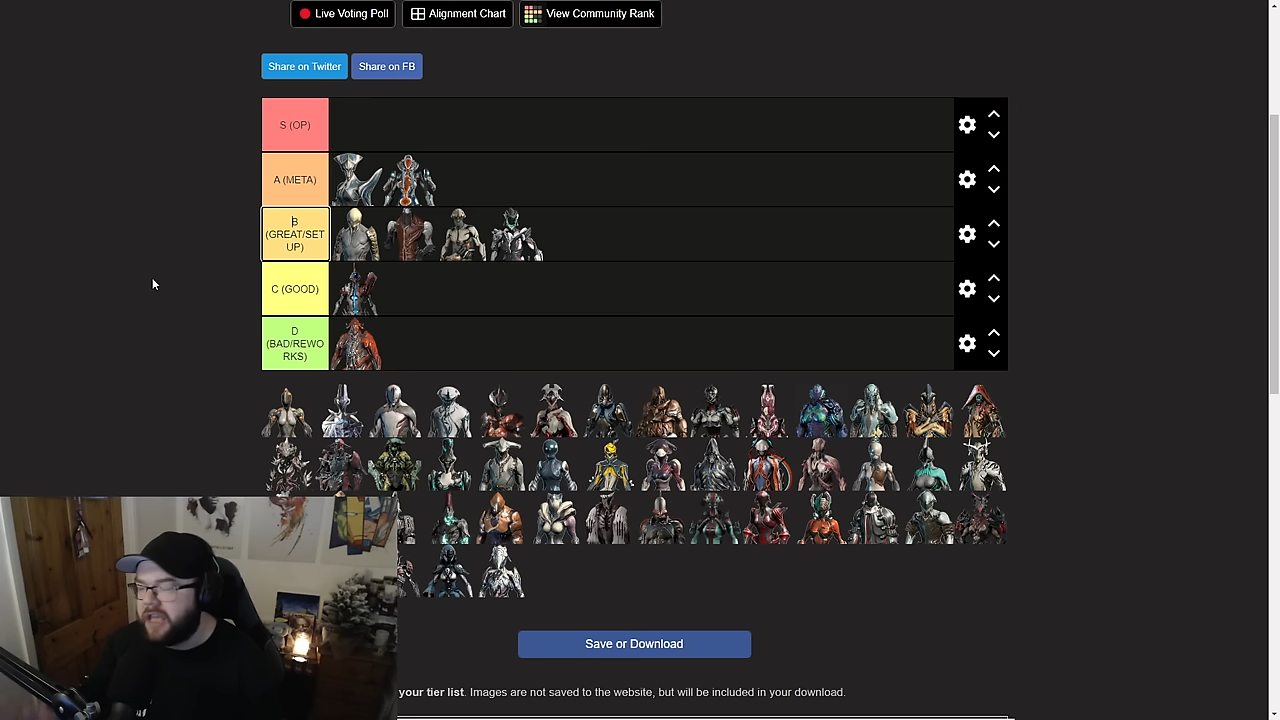 Live Voting Poll
Alignment Chart
View Community Rank
Share on Twitter
Share on FB
S (OP)
A (META)
B
(GREAT/SET
UP)
C (GOOD)
D
(BAD/REWO
RKS)
Save or Download
your tier list. Images are not saved to the website, but will be included in your download.